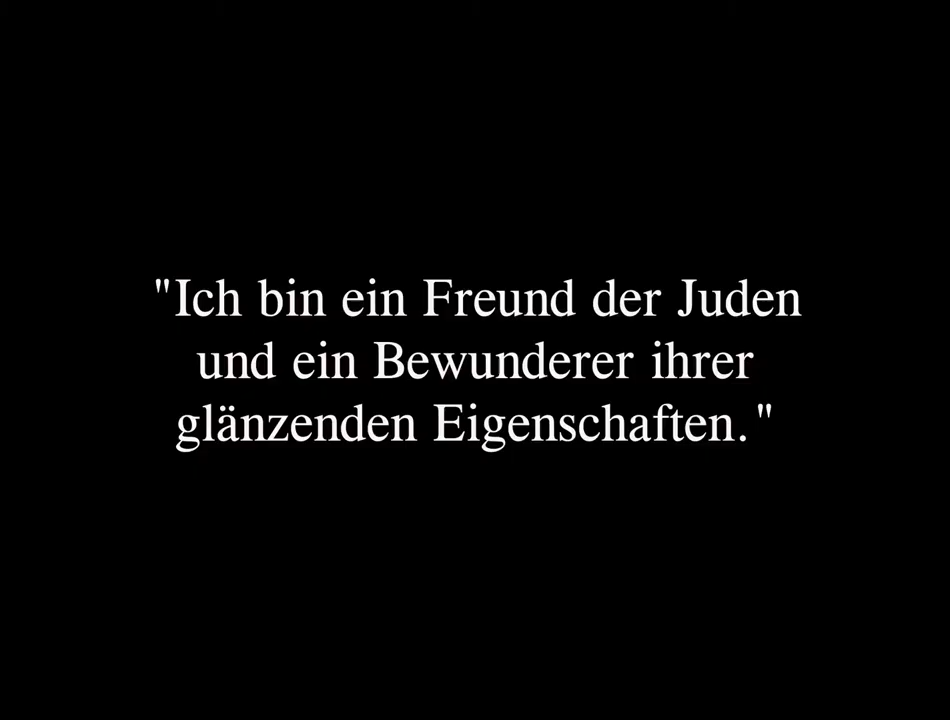 "Ich bin ein Freund der Juden
und ein Bewunderer ihrer
glänzenden Eigenschaften."